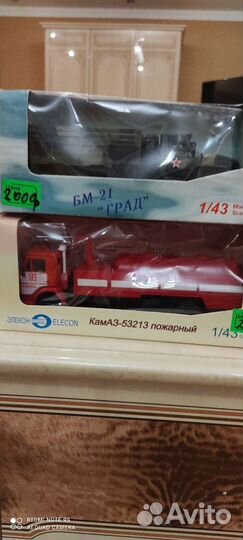 2000
БМ-21
"ГРАД"
1/43
ЭЛЕКОН ELECON
КамАЗ-53213 пожарный
1/43
REDMI NOTE 9S
AI QUAD CAMERA
Avito